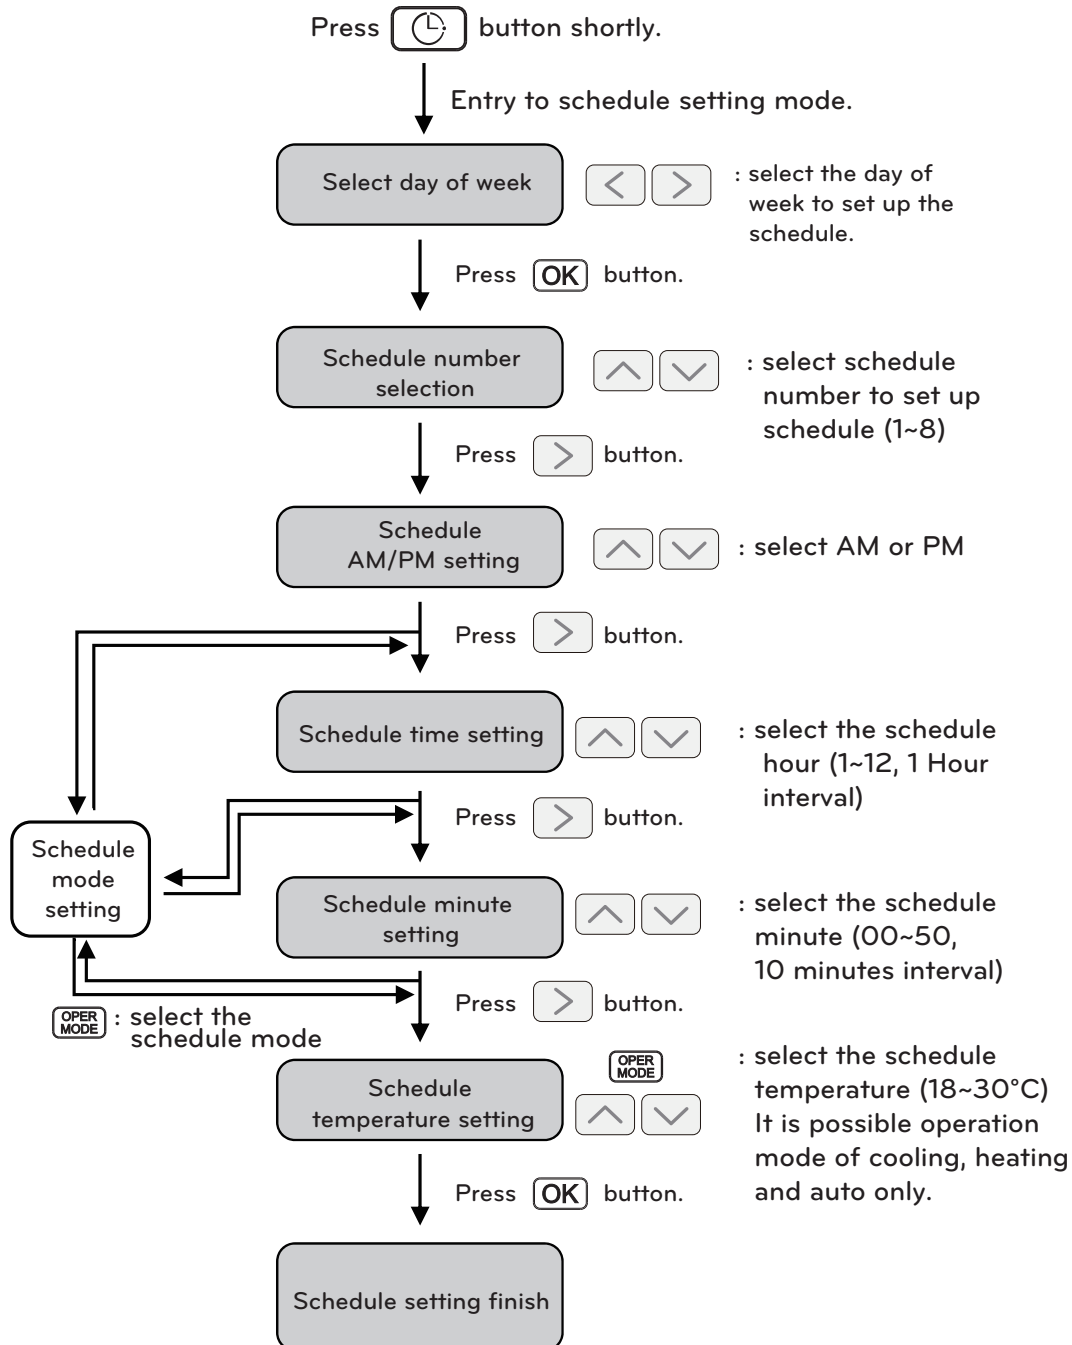 Press button shortly.
Entry to schedule setting mode.
Select day of week
: select the day of
week to set up the
schedule.
Press OK button.
Schedule number
selection
: select schedule
number to set up
schedule (1~8)
Press > button.
Schedule
AM/PM setting
: select AM or PM
Press > button.
Schedule time setting
: select the schedule
hour (1~12, 1 Hour
interval)
Press > button.
Schedule
mode
setting
Schedule minute
setting
: select the schedule
minute (00~50,
10 minutes interval)
Press > button.
OPER
MODE
: select the
schedule mode
Schedule
temperature setting
OPER
MODE
: select the schedule
temperature (18~30°C)
It is possible operation
mode of cooling, heating
and auto only.
Press OK button.
Schedule setting finish